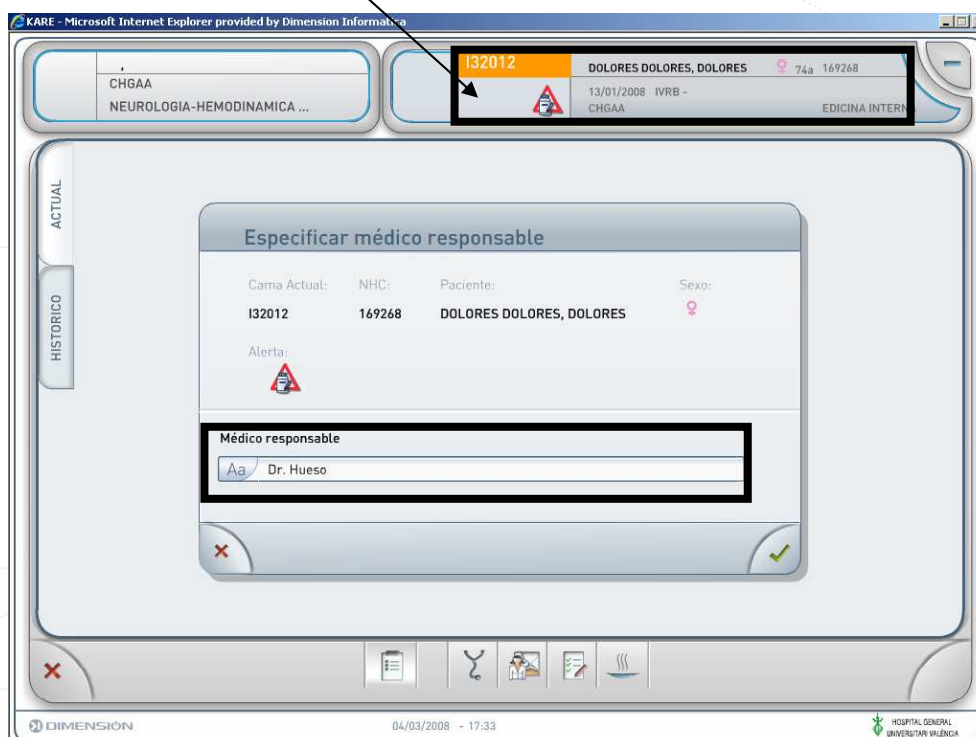 KARE - Microsoft Internet Explorer provided by Dimension Informatica
,
CHGAA
NEUROLOGIA-HEMODINAMICA ...
I32012
DOLORES DOLORES, DOLORES 74a 169268
13/01/2008 IVRB -
CHGAA EDICINA INTERN
ACTUAL
HISTORICO
Especificar médico responsable
Cama Actual: NHC: Paciente: Sexo:
I32012 169268 DOLORES DOLORES, DOLORES
Alerta:
Médico responsable
Aa Dr. Hueso
DIMENSIÓN 04/03/2008 - 17:33
HOSPITAL GENERAL
UNIVERSITARI VALÈNCIA